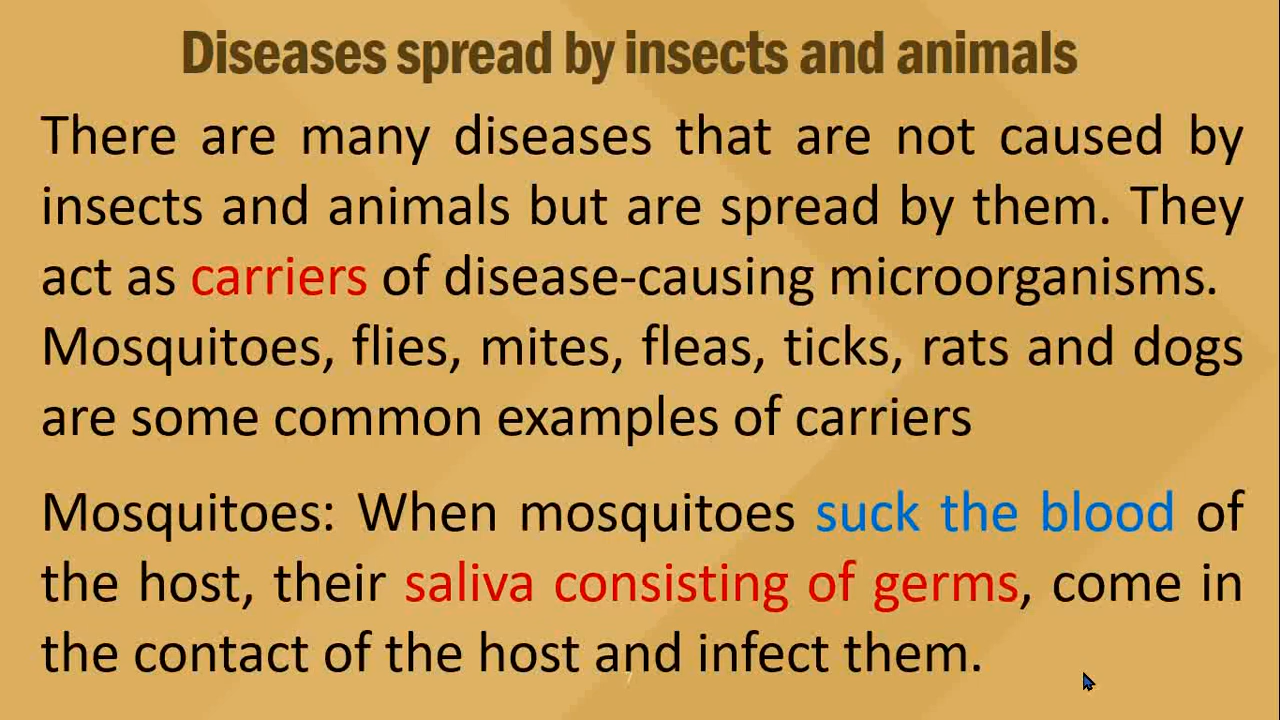 Diseases spread by insects and animals
There are many diseases that are not caused by
insects and animals but are spread by them. They
act as carriers of disease-causing microorganisms.
Mosquitoes, flies, mites, fleas, ticks, rats and dogs
are some common examples of carriers
Mosquitoes: When mosquitoes suck the blood of
the host, their saliva consisting of germs, come in
the contact of the host and infect them.
7